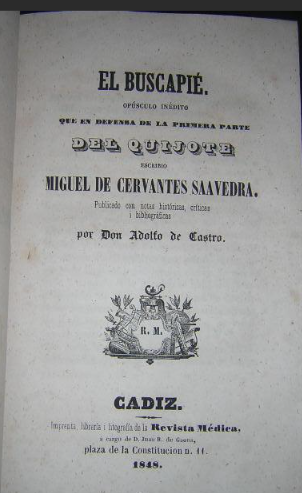 EL BUSCAPIÉ.
OPÚSCULO INÉDITO
QUE EN DEFENSA DE LA PRIMERA PARTE
DEL QUIJOTE
ESCRIBIÓ
MIGUEL DE CERVANTES SAAVEDRA.
Publicado con notas históricas, críticas
i bibliográficas
por Don Adolfo de Castro.
R. M.
CADIZ.
Imprenta, librería i litografía de la Revista Médica,
a cargo de D. Juan B. de Gaona,
plaza de la Constitucion n. 11.
1848.